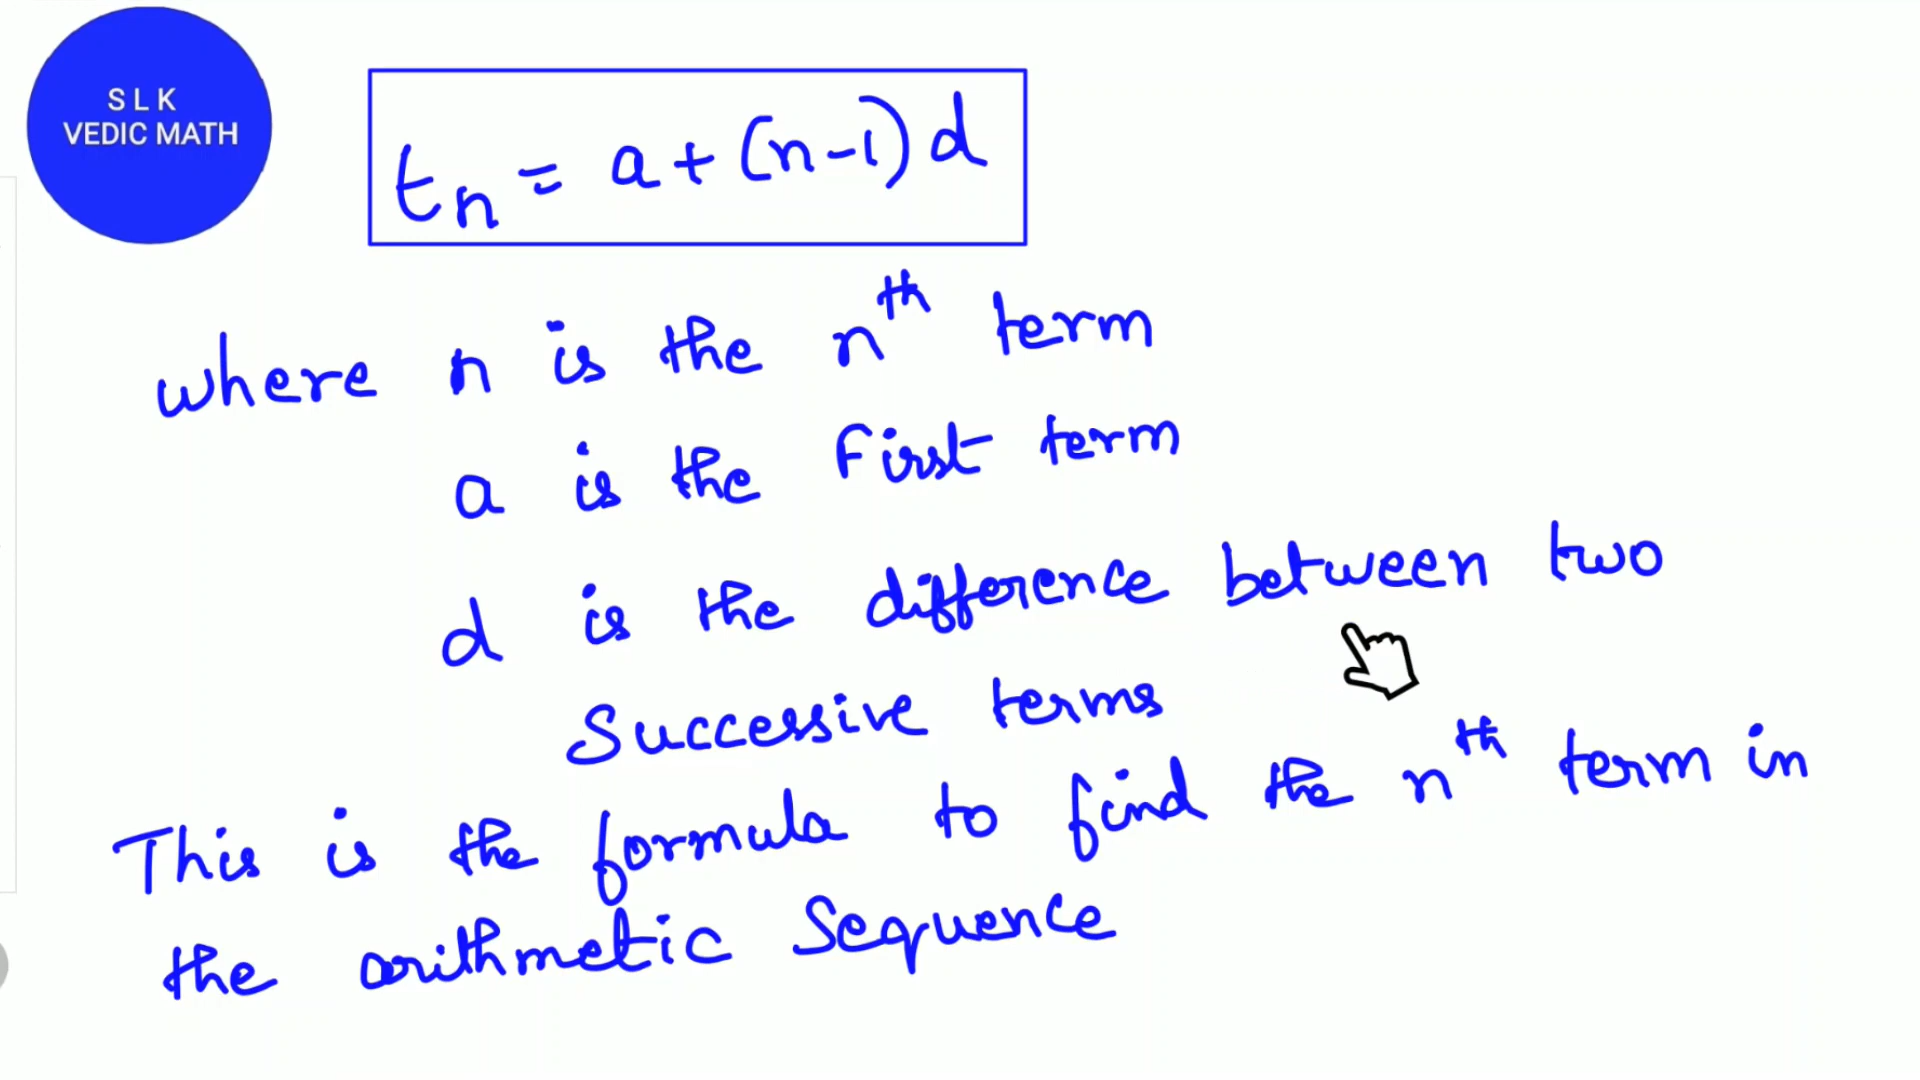 S L K
VEDIC MATH
tn = a + (n-1) d
where n is the nth term
a is the First term
d is the difference between two
Successive terms
This is the formula to find the nth term in
the arithmetic Sequence